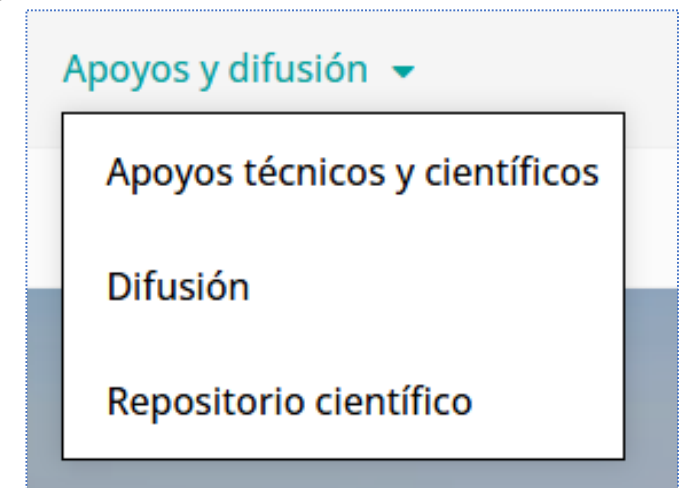 Apoyos y difusión
Apoyos técnicos y científicos
Difusión
Repositorio científico